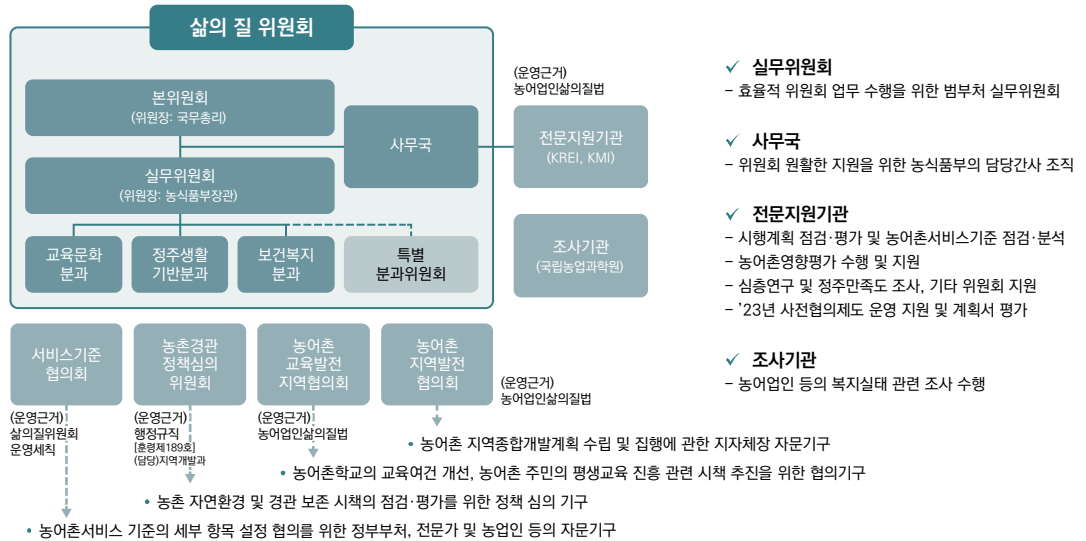 삶의 질 위원회
본위원회
(위원장: 국무총리)
사무국
실무위원회
(위원장: 농식품부장관)
교육문화
분과
정주생활
기반분과
보건복지
분과
특별
분과위원회
(운영근거)
농어업인삶의질법
전문지원기관
(KREI, KMI)
조사기관
(국립농업과학원)
서비스기준
협의회
농촌경관
정책심의
위원회
농어촌
교육발전
지역협의회
농어촌
지역발전
협의회
(운영근거)
농어업인삶의질법
(운영근거)
삶의질위원회
운영세칙
(운영근거)
행정규직
[훈령제189호]
(담당)지역개발과
(운영근거)
농어업인삶의질법
• 농어촌 지역종합개발계획 수립 및 집행에 관한 지자체장 자문기구
• 농어촌학교의 교육여건 개선, 농어촌 주민의 평생교육 진흥 관련 시책 추진을 위한 협의기구
• 농촌 자연환경 및 경관 보존 시책의 점검·평가를 위한 정책 심의 기구
• 농어촌서비스 기준의 세부 항목 설정 협의를 위한 정부부처, 전문가 및 농업인 등의 자문기구
✓ 실무위원회
– 효율적 위원회 업무 수행을 위한 범부처 실무위원회
✓ 사무국
– 위원회 원활한 지원을 위한 농식품부의 담당간사 조직
✓ 전문지원기관
– 시행계획 점검·평가 및 농어촌서비스기준 점검·분석
– 농어촌영향평가 수행 및 지원
– 심층연구 및 정주만족도 조사, 기타 위원회 지원
– ’23년 사전협의제도 운영 지원 및 계획서 평가
✓ 조사기관
– 농어업인 등의 복지실태 관련 조사 수행